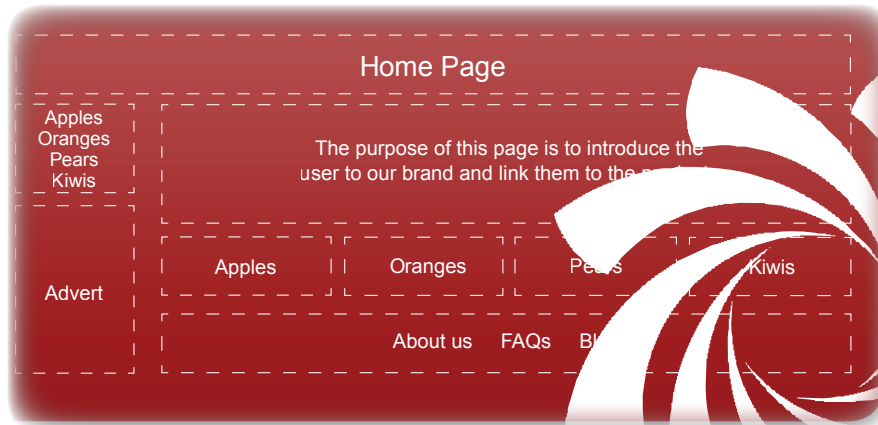 Home Page
Apples
Oranges
Pears
Kiwis
The purpose of this page is to introduce the
user to our brand and link them to the
Apples Oranges Pears Kiwis
Advert
About us FAQs